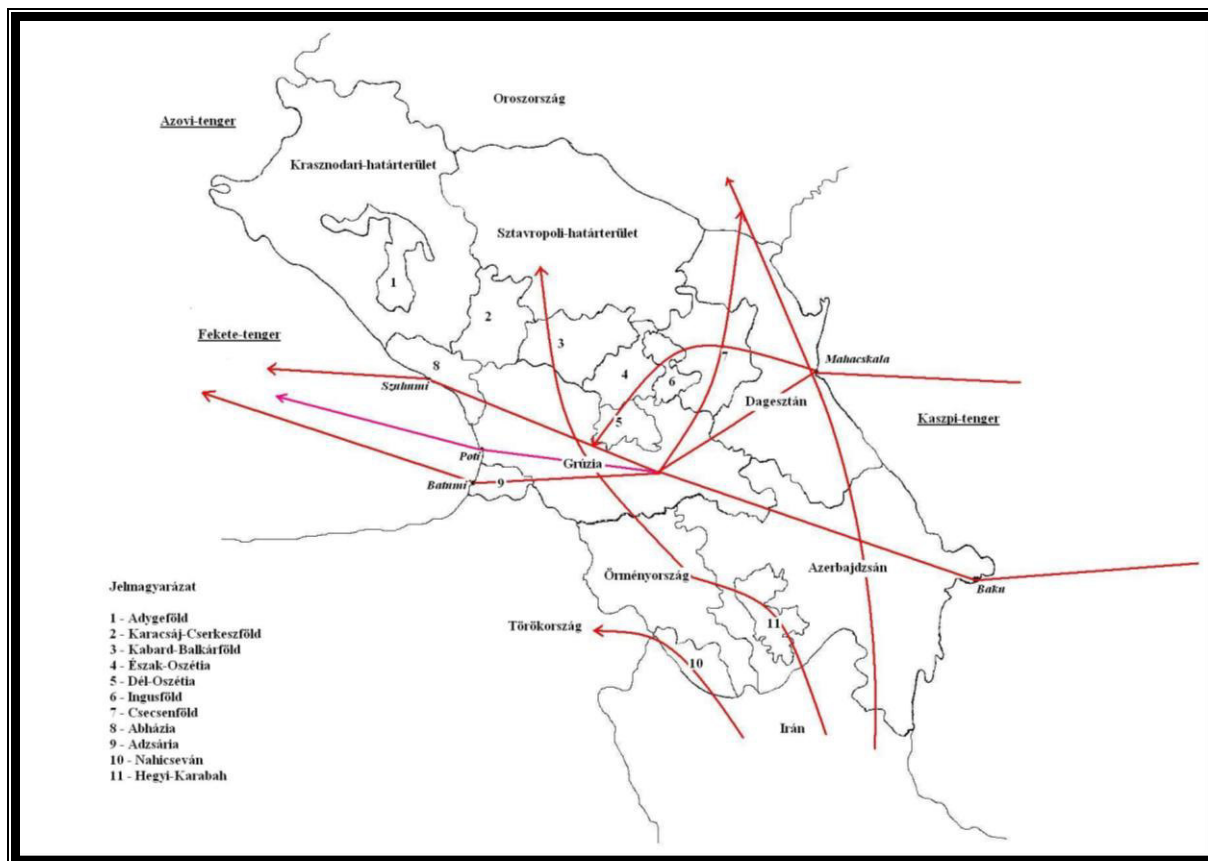 Oroszország
Azovi-tenger
Krasznodari-határterület
Sztavropoli-határterület
1
2
Fekete-tenger
3
7
Mahacskala
8
4
6
Szuhumi
Dagesztán
Kaszpi-tenger
5
Poti
Grúzia
Batumi
9
Azerbajdzsán
Örményország
Baku
Jelmagyarázat
1 - Adygeföld
2 - Karacsáj-Cserkeszföld
3 - Kabard-Balkárföld
4 - Észak-Oszétia
5 - Dél-Oszétia
6 - Ingusföld
7 - Csecsenföld
8 - Abházia
9 - Adzsária
10 - Nahicseván
11 - Hegyi-Karabah
Törökország
11
10
Irán